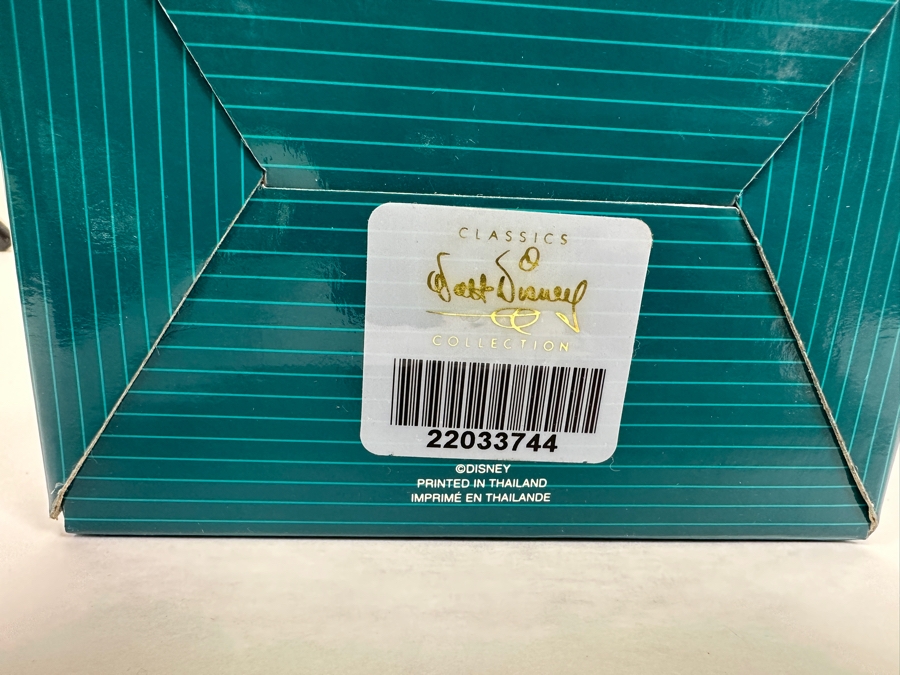 CLASSICS
Walt Disney
COLLECTION
22033744
©DISNEY
PRINTED IN THAILAND
IMPRIMÉ EN THAILANDE